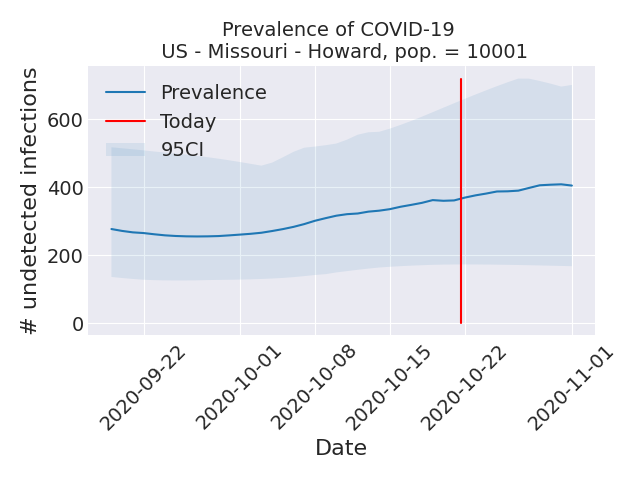 Prevalence of COVID-19
US - Missouri - Howard, pop. = 10001
# undetected infections
600
400
200
0
Prevalence
Today
95CI
2020-09-22
2020-10-01
2020-10-08
2020-10-15
2020-10-22
2020-11-01
Date